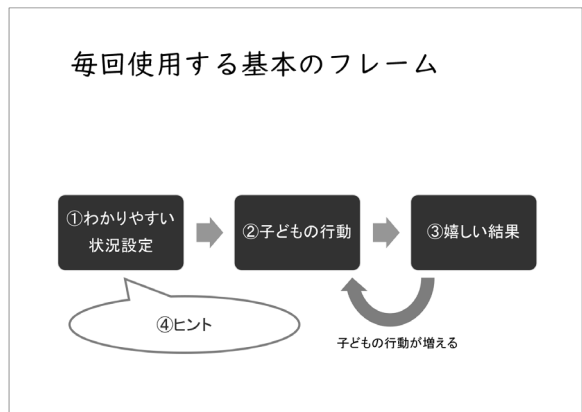 毎回使用する基本のフレーム
①わかりやすい
状況設定
②子どもの行動
③嬉しい結果
④ヒント
子どもの行動が増える